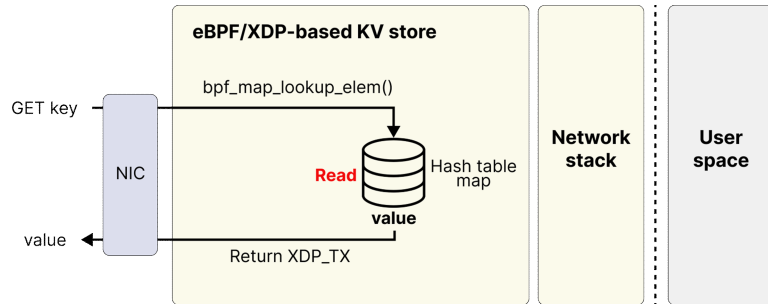 eBPF/XDP-based KV store
bpf_map_lookup_elem()
GET key
NIC
Read
Hash table
map
value
value
Return XDP_TX
Network
stack
User
space